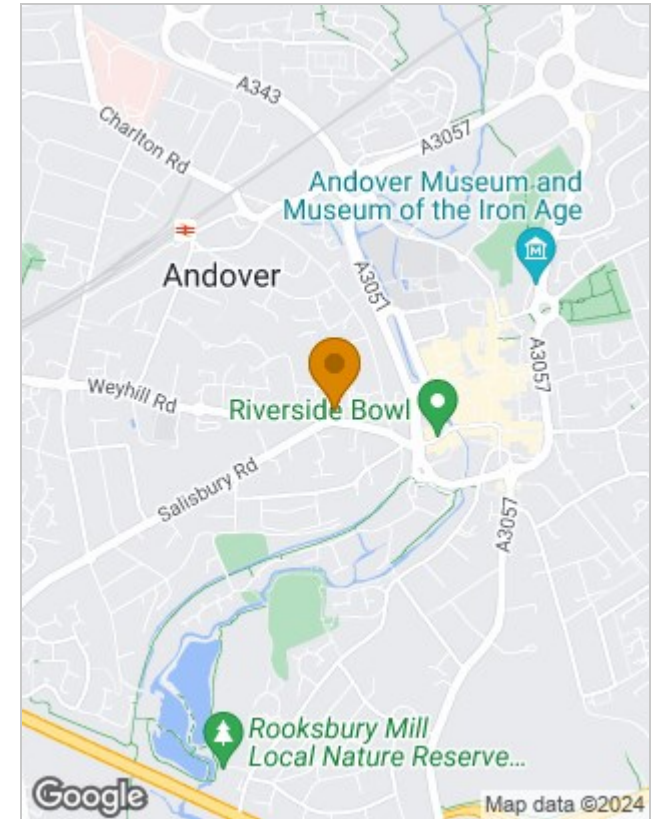 A343
Charlton Rd
A3057
Andover Museum and
Museum of the Iron Age
M
Andover
A3051
Weyhill Rd
A3057
Riverside Bowl
Salisbury Rd
A3057
Rooksbury Mill
Local Nature Reserve...
Google
Map data ©2024